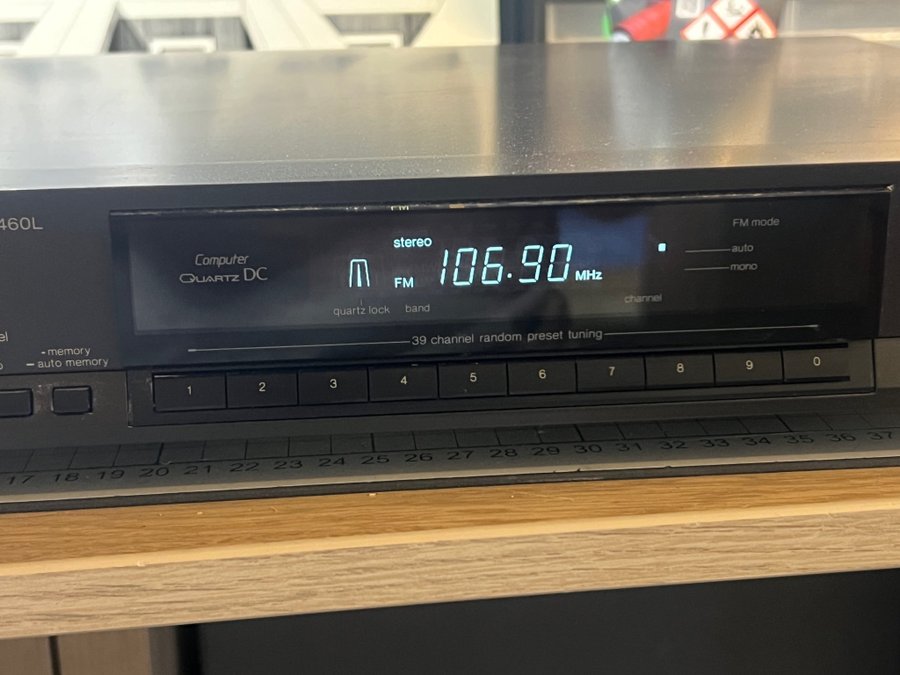 460L
FM mode
stereo
auto
Computer
QUARTZ DC
FM 106.90 MHz
mono
channel
quartz lock band
39 channel random preset tuning
-memory
auto memory
1 2 3 4 5 6 7 8 9 0
17 18 19 20 21 22 23 24 25 26 27 28 29 30 31 32 33 34 35 36 37